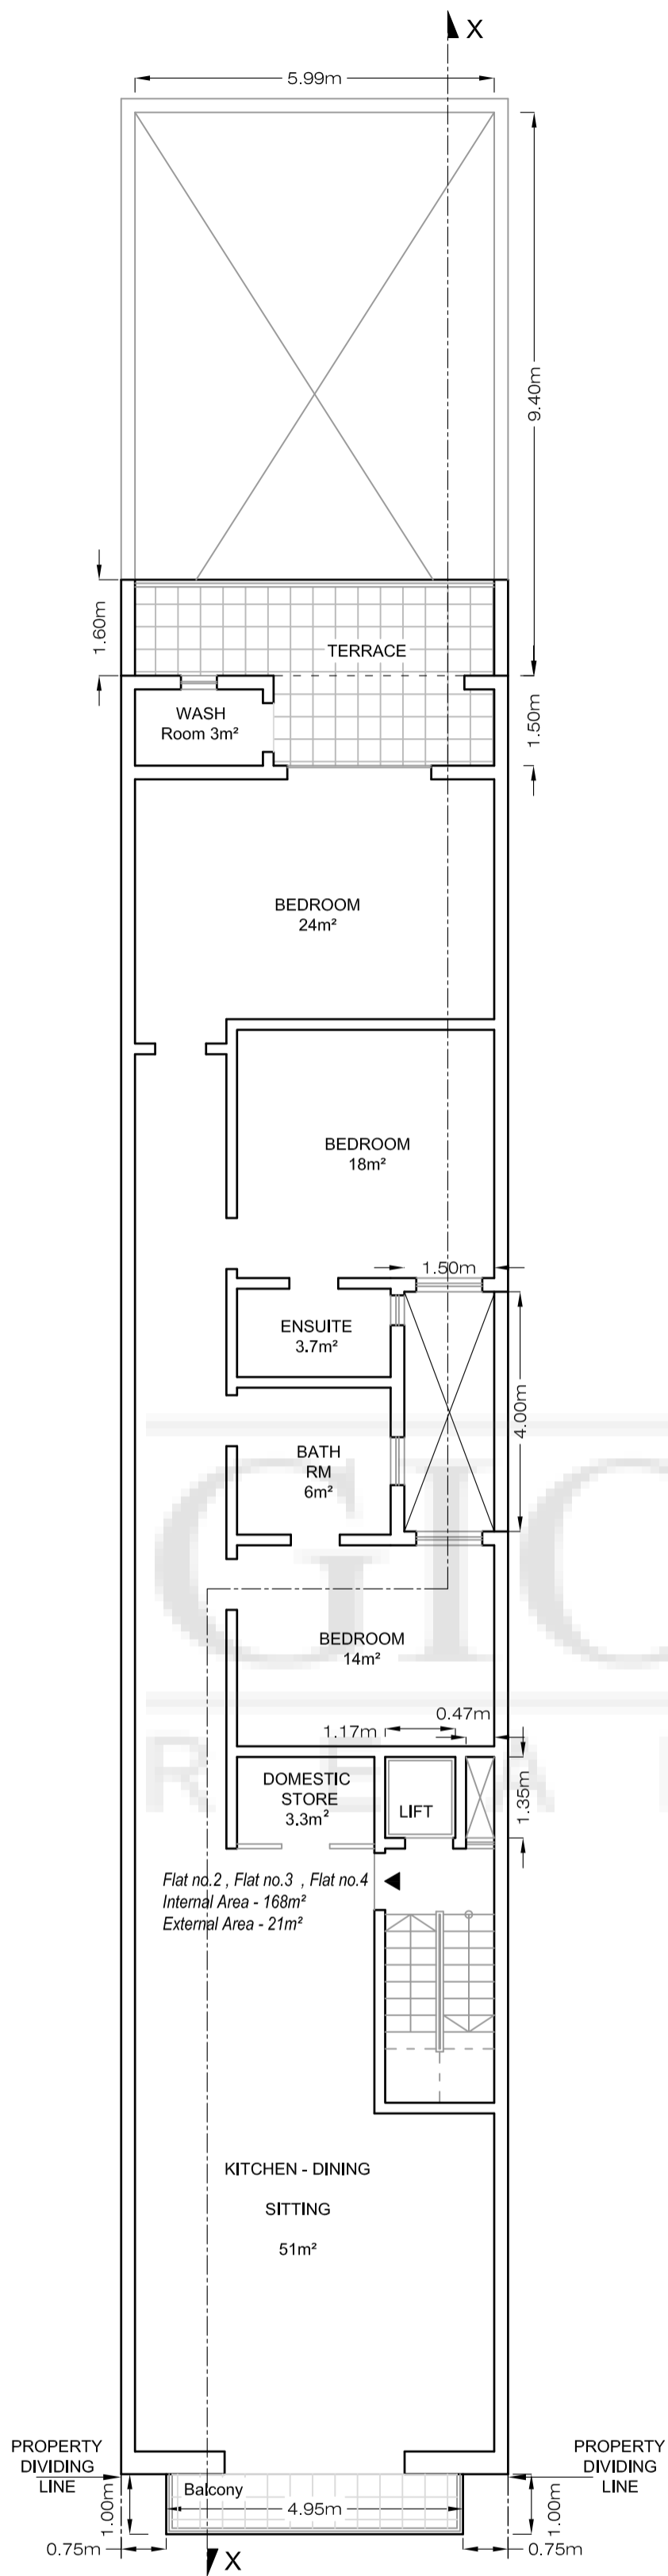 X
5.99m
9.40m
1.60m
TERRACE
WASH
Room 3m²
1.50m
BEDROOM
24m²
BEDROOM
18m²
1.50m
ENSUITE
3.7m²
4.00m
BATH
RM
6m²
GIC
BEDROOM
14m²
0.47m
1.17m
R E A
DOMESTIC
STORE
3.3m²
LIFT
1.35m
Flat no.2 , Flat no.3 , Flat no.4
Internal Area - 168m²
External Area - 21m²
KITCHEN - DINING
SITTING
51m²
PROPERTY
DIVIDING
LINE
PROPERTY
DIVIDING
LINE
Balcony
4.95m
1.00m
1.00m
0.75m
0.75m
X